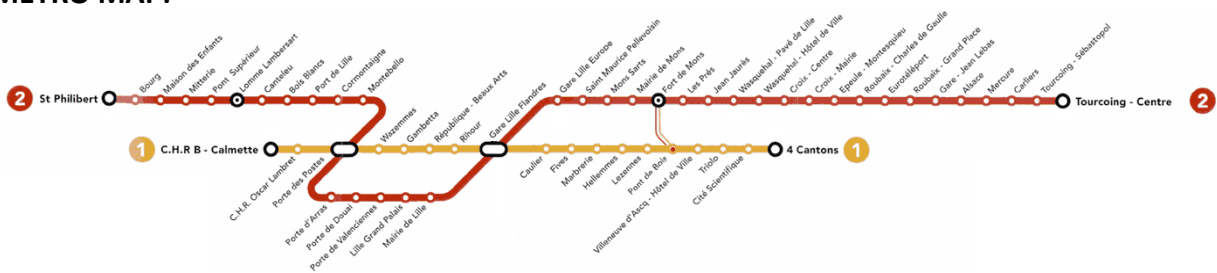 METRO MAP:
2
St Philibert
Bourg
Maison des Enfants
Mitterie
Pont Supérieur
Lomme Lambersart
Canteleu
Bois Blancs
Port de Lille
Cormontaigne
Montebello
Porte des Postes
Porte d'Arras
Porte de Douai
Porte de Valenciennes
Lille Grand Palais
Mairie de Lille
Gare Lille Flandres
Gare Lille Europe
Saint Maurice Pellevoisin
Mons Sarts
Mairie de Mons
Fort de Mons
Les Prés
Jean Jaurès
Wasquehal - Pavé de Lille
Wasquehal - Hôtel de Ville
Croix - Centre
Croix - Mairie
Epeule - Montesquieu
Roubaix - Charles de Gaulle
Eurotéléport
Roubaix - Grand Place
Gare - Jean Lebas
Alsace
Mercure
Carliers
Tourcoing - Sébastopol
Tourcoing - Centre
2
1
C.H.R B - Calmette
C.H.R. Oscar Lambret
Wazemmes
Gambetta
République - Beaux Arts
Rihour
Caulier
Fives
Marbrerie
Hellemmes
Lezennes
Pont de Bois
Villeneuve d'Ascq - Hôtel de Ville
Triolo
Cité Scientifique
4 Cantons
1